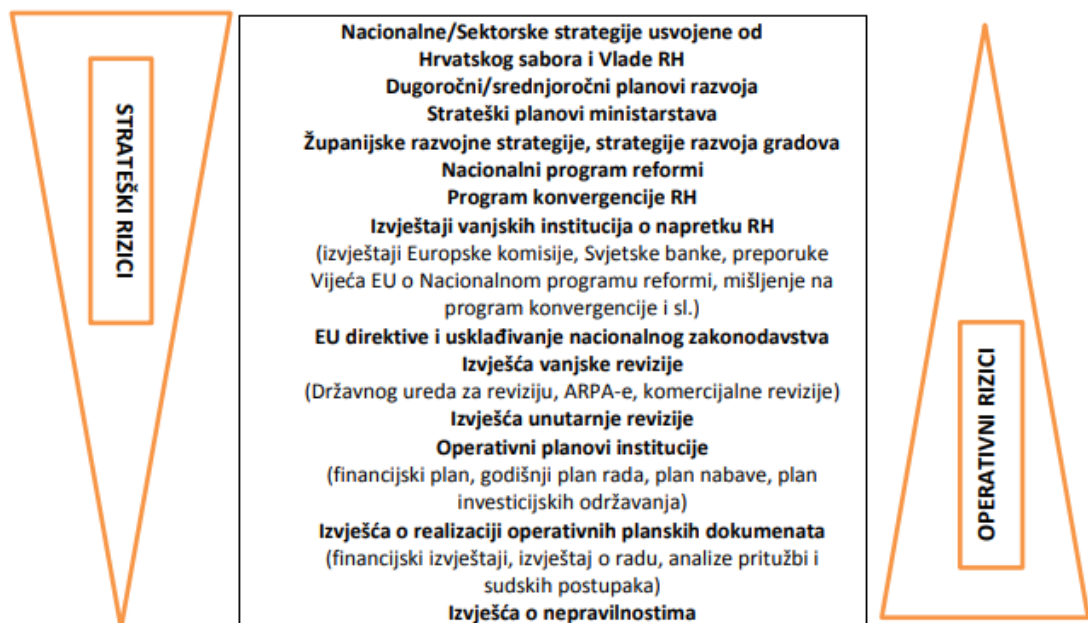 STRATEŠKI RIZICI
Nacionalne/Sektorske strategije usvojene od
Hrvatskog sabora i Vlade RH
Dugoročni/srednjoročni planovi razvoja
Strateški planovi ministarstava
Županijske razvojne strategije, strategije razvoja gradova
Nacionalni program reformi
Program konvergencije RH
Izvještaji vanjskih institucija o napretku RH
(izvještaji Europske komisije, Svjetske banke, preporuke
Vijeća EU o Nacionalnom programu reformi, mišljenje na
program konvergencije i sl.)
EU direktive i usklađivanje nacionalnog zakonodavstva
Izvješća vanjske revizije
(Državnog ureda za reviziju, ARPA-e, komercijalne revizije)
Izvješća unutarnje revizije
Operativni planovi institucije
(financijski plan, godišnji plan rada, plan nabave, plan
investicijskih održavanja)
Izvješća o realizaciji operativnih planskih dokumenata
(financijski izvještaji, izvještaj o radu, analize pritužbi i
sudskih postupaka)
Izvješća o nepravilnostima
OPERATIVNI RIZICI